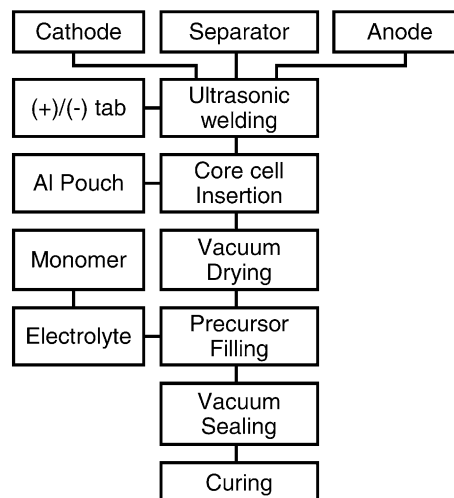 Cathode
Separator
Anode
(+)/(-) tab
Ultrasonic
welding
Al Pouch
Core cell
Insertion
Monomer
Vacuum
Drying
Electrolyte
Precursor
Filling
Vacuum
Sealing
Curing